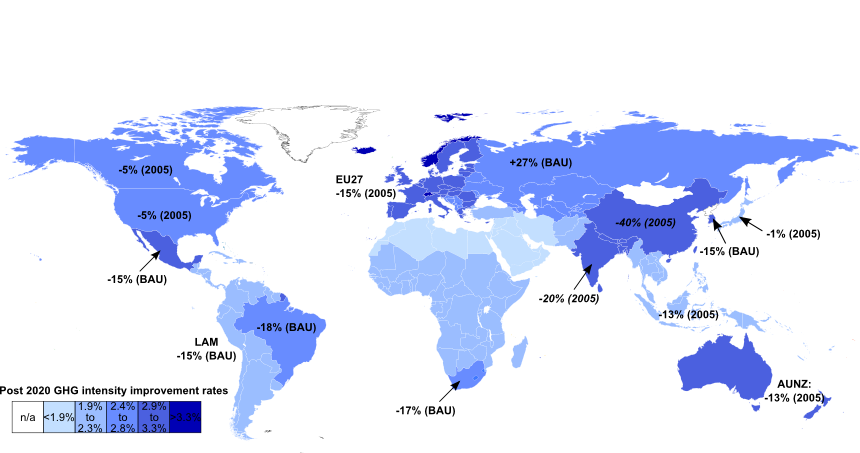 -5% (2005)
+27% (BAU)
EU27
-15% (2005)
-5% (2005)
-40% (2005)
-1% (2005)
-15% (BAU)
-15% (BAU)
-20% (2005)
-13% (2005)
-18% (BAU)
LAM
-15% (BAU)
AUNZ:
-13% (2005)
-17% (BAU)
Post 2020 GHG intensity improvement rates
n/a
<1.9%
1.9%
to
2.3%
2.4%
to
2.8%
2.9%
to
3.3%
>3.3%